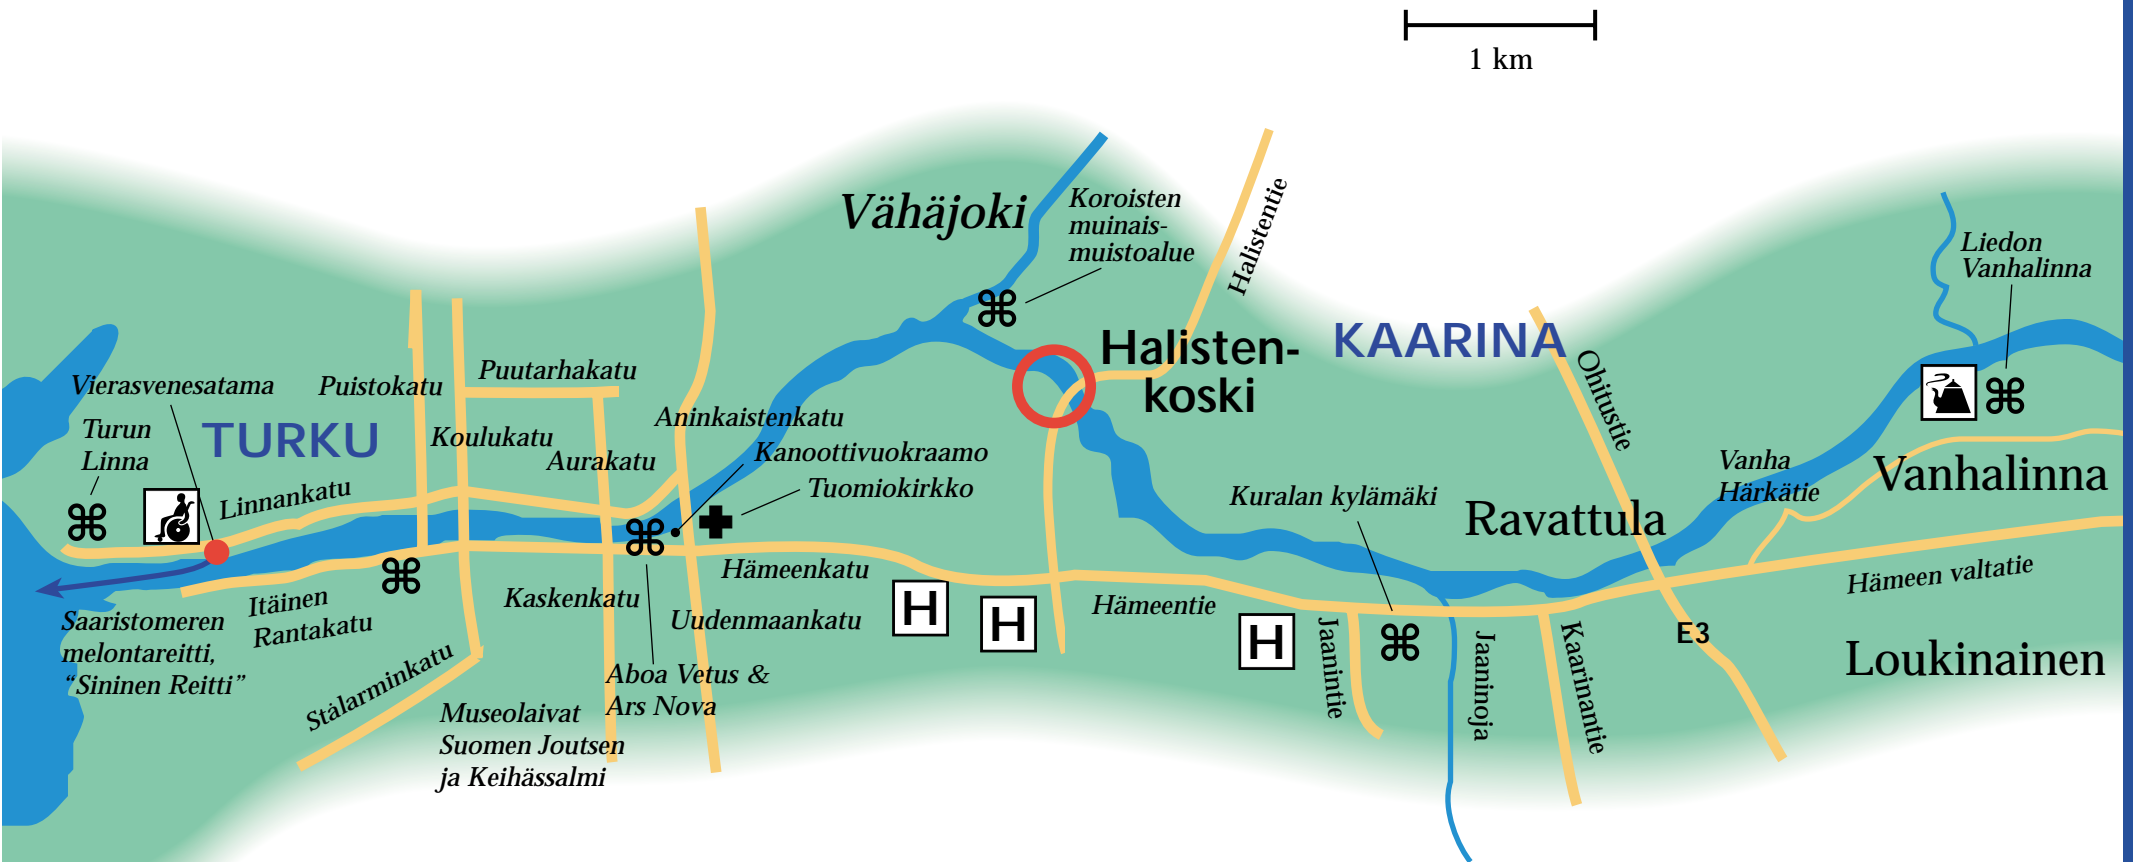 1 km
Vähäjoki
Koroisten
muinais-
muistoalue
Halistentie
Liedon
Vanhalinna
Halisten-
koski
KAARINA
Ohitustie
Vierasvenesatama
Puistokatu
Puutarhakatu
Turun
Linna
TURKU
Koulukatu
Aninkaistenkatu
Aurakatu
Kanoottivuokraamo
Tuomiokirkko
Linnankatu
Kuralan kylämäki
Ravattula
Vanha
Härkätie
Vanhalinna
Hämeenkatu
Hämeentie
Hämeen valtatie
Itäinen
Rantakatu
Kaskenkatu
Uudenmaankatu
H
H
H
Saaristomeren
melontareitti,
“Sininen Reitti”
Stålarminkatu
Aboa Vetus &
Ars Nova
Museolaivat
Suomen Joutsen
ja Keihässalmi
Jaanintie
Jaaninoja
Kaarinantie
E3
Loukinainen